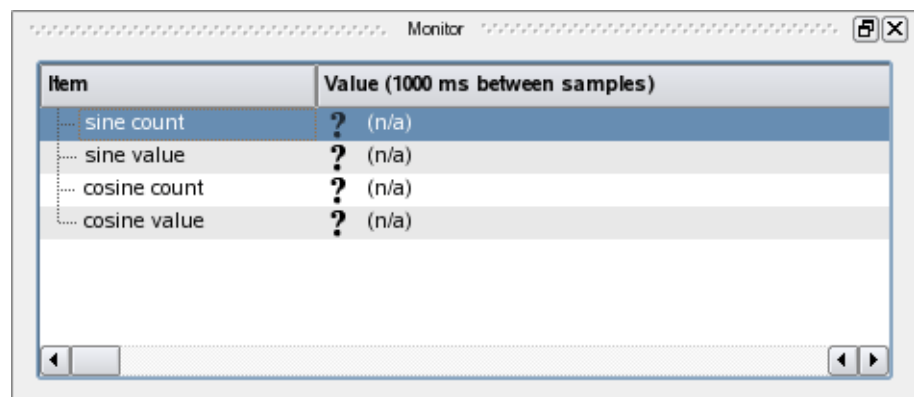 Monitor
Item Value (1000 ms between samples)
sine count ? (n/a)
sine value ? (n/a)
cosine count ? (n/a)
cosine value ? (n/a)